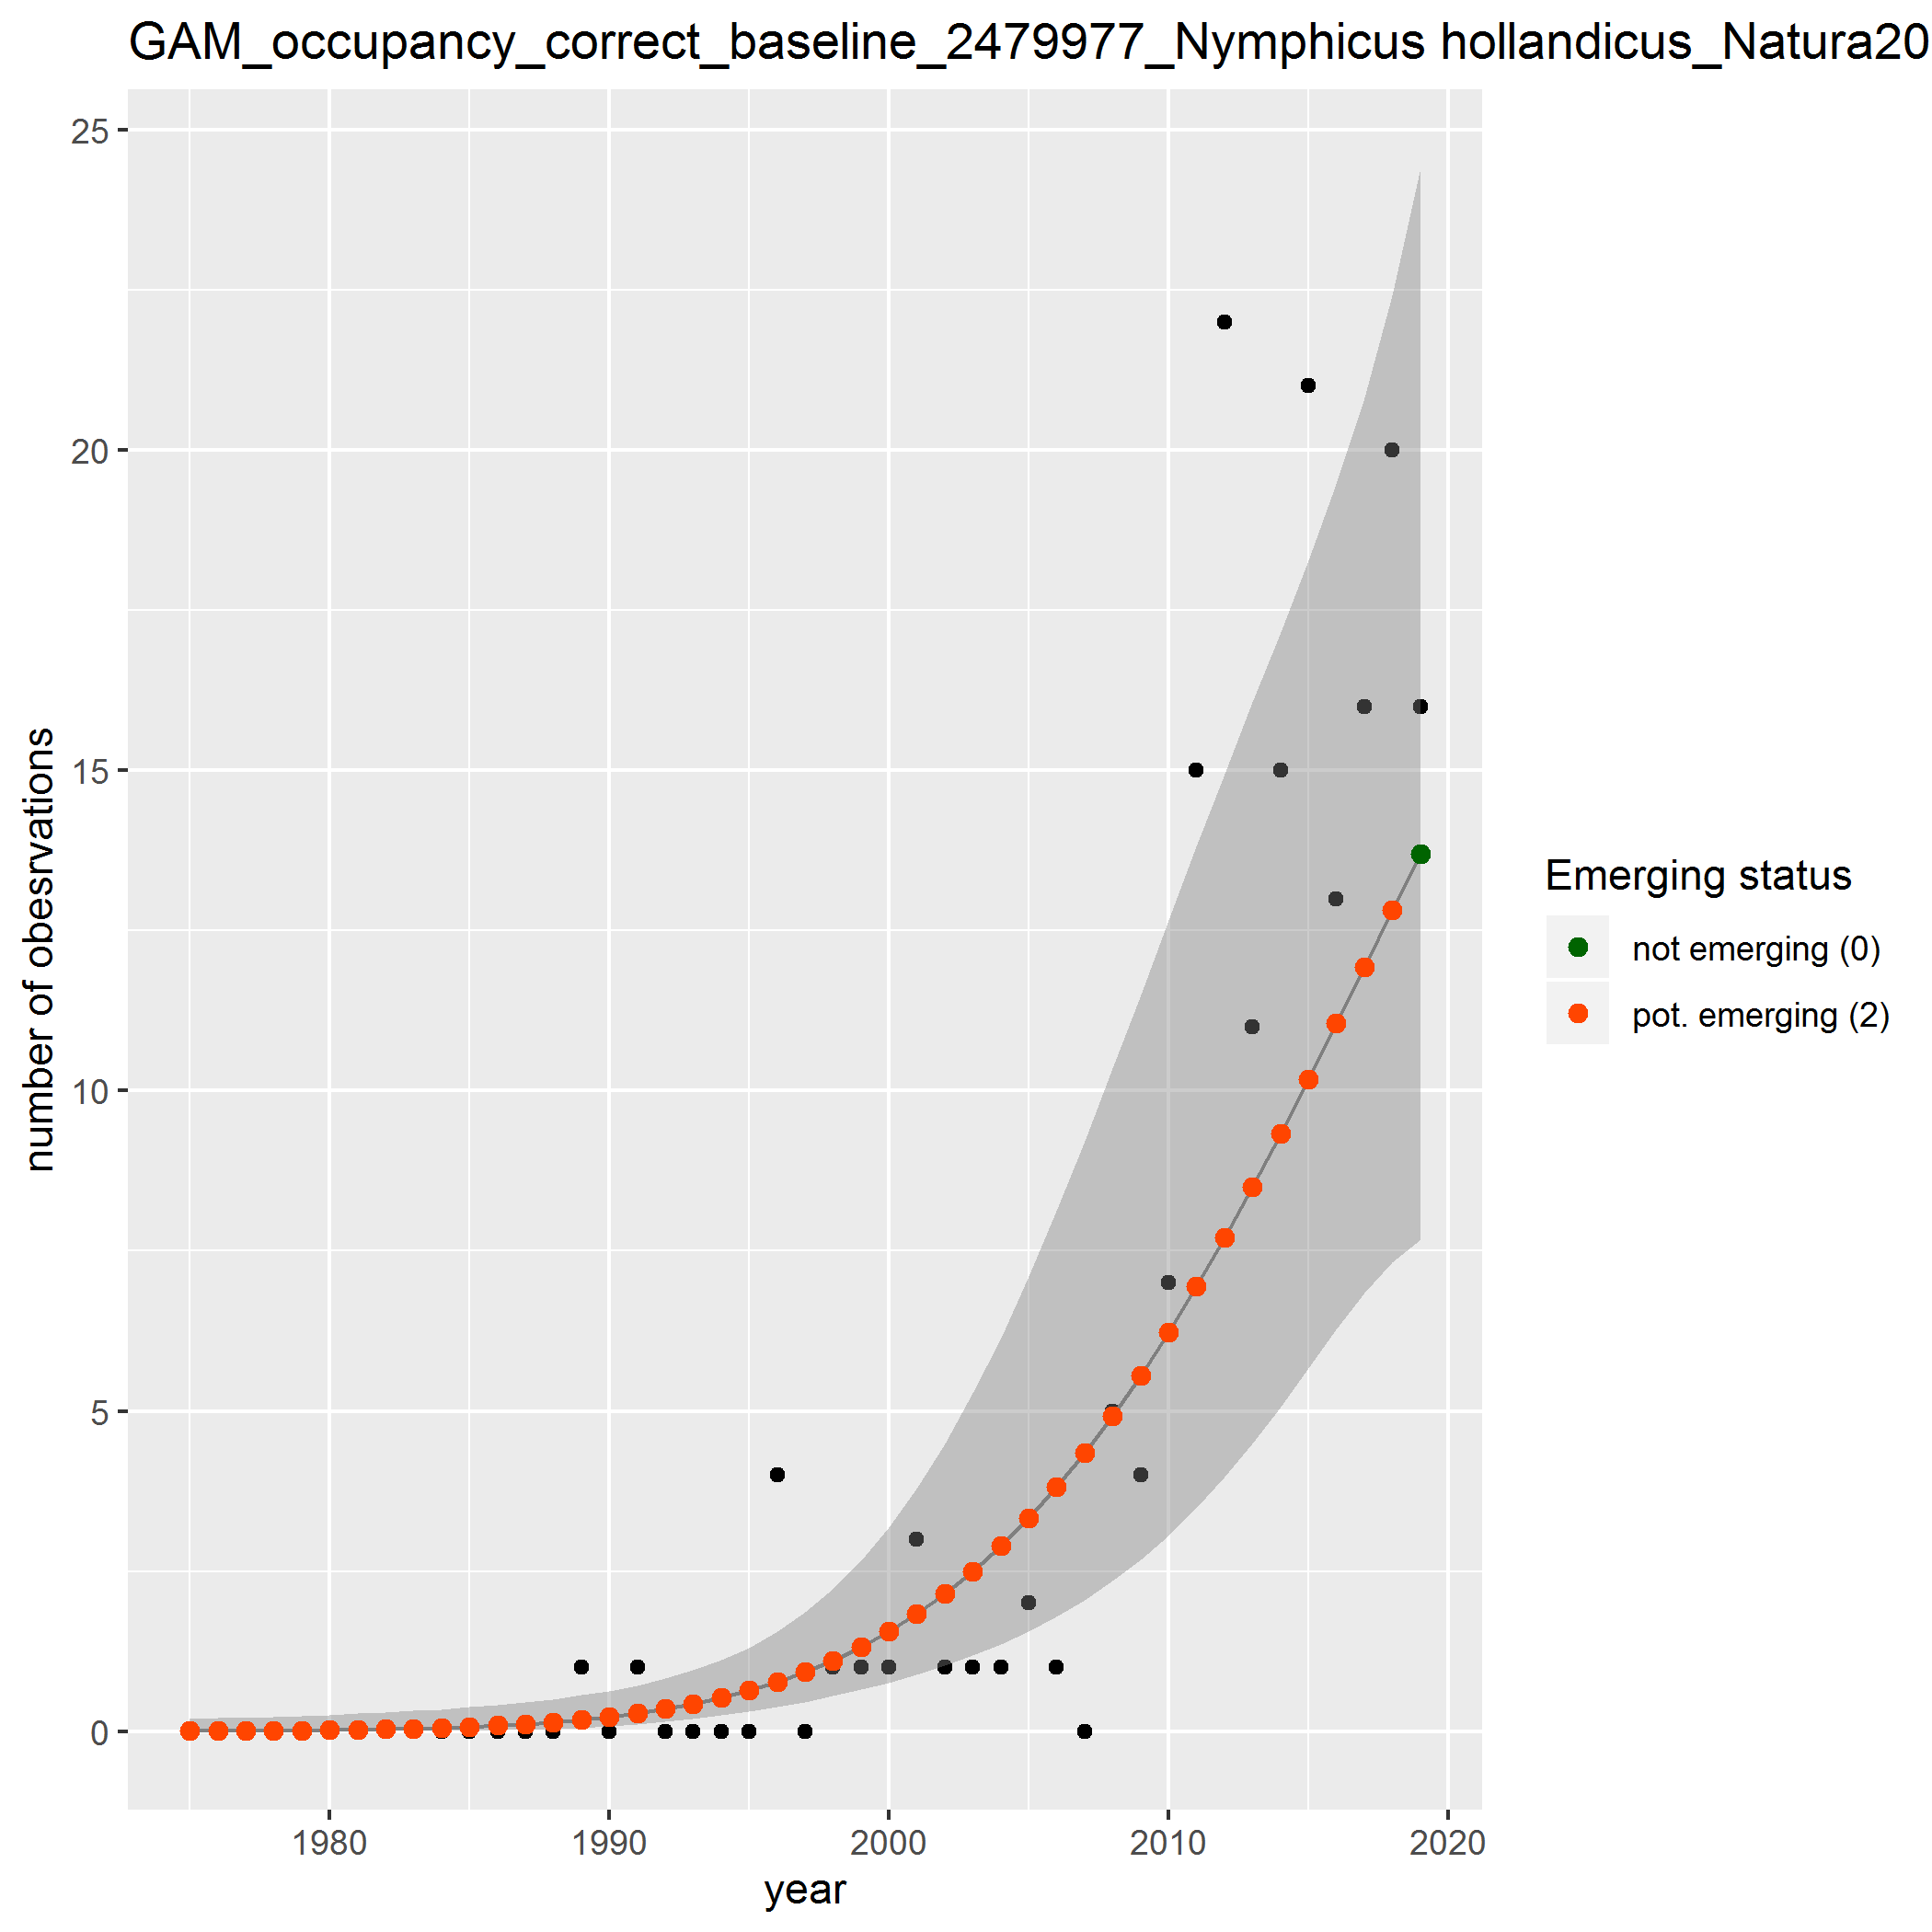 GAM_occupancy_correct_baseline_2479977_Nymphicus hollandicus_Natura20
25
20
15
10
5
0
number of obesrvations
1980
1990
2000
2010
2020
year
Emerging status
not emerging (0)
pot. emerging (2)